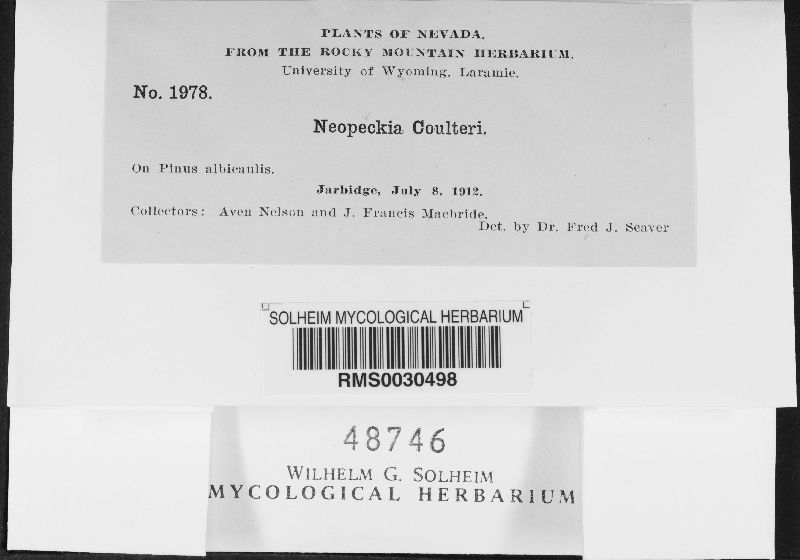 PLANTS OF NEVADA.
FROM THE ROCKY MOUNTAIN HERBARIUM.
University of Wyoming, Laramie.
No. 1978.
Neopeckia Coulteri.
On Pinus albicaulis.
Jarbidge, July 8, 1912.
Collectors: Aven Nelson and J. Francis Macbride.
Det. by Dr. Fred J. Seaver
SOLHEIM MYCOLOGICAL HERBARIUM
RMS0030498
48746
WILHELM G. SOLHEIM
MYCOLOGICAL HERBARIUM